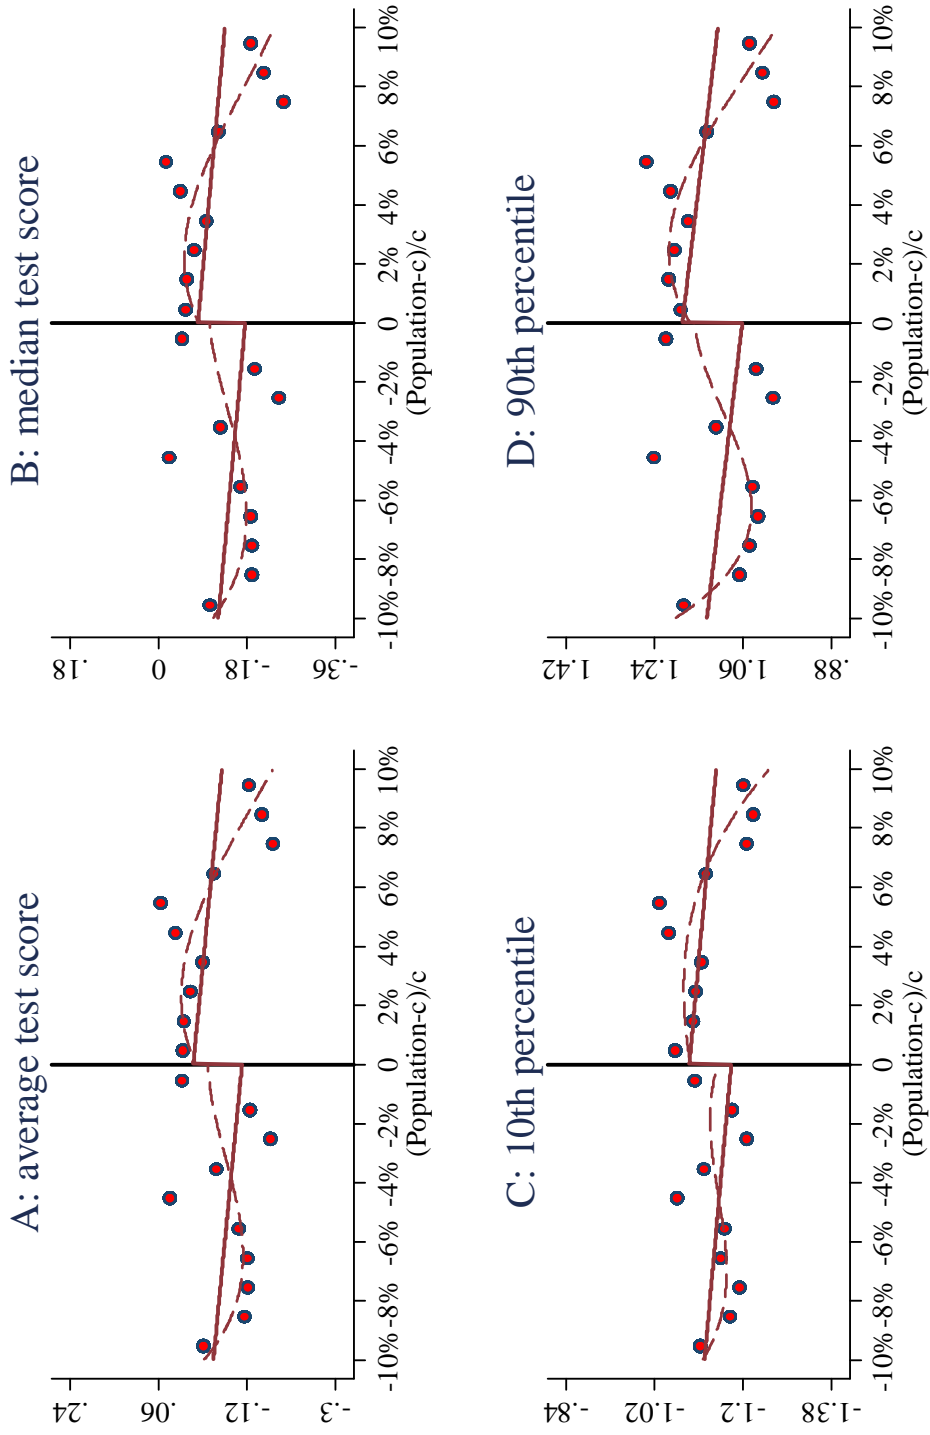 A: average test score
.24
.06
-.12
-.3
-10% -8% -6% -4% -2% 0 2% 4% 6% 8% 10%
(Population-c)/c
B: median test score
.18
0
-.18
-.36
-10% -8% -6% -4% -2% 0 2% 4% 6% 8% 10%
(Population-c)/c
C: 10th percentile
-.84
-1.02
-1.2
-1.38
-10% -8% -6% -4% -2% 0 2% 4% 6% 8% 10%
(Population-c)/c
D: 90th percentile
1.42
1.24
1.06
.88
-10% -8% -6% -4% -2% 0 2% 4% 6% 8% 10%
(Population-c)/c